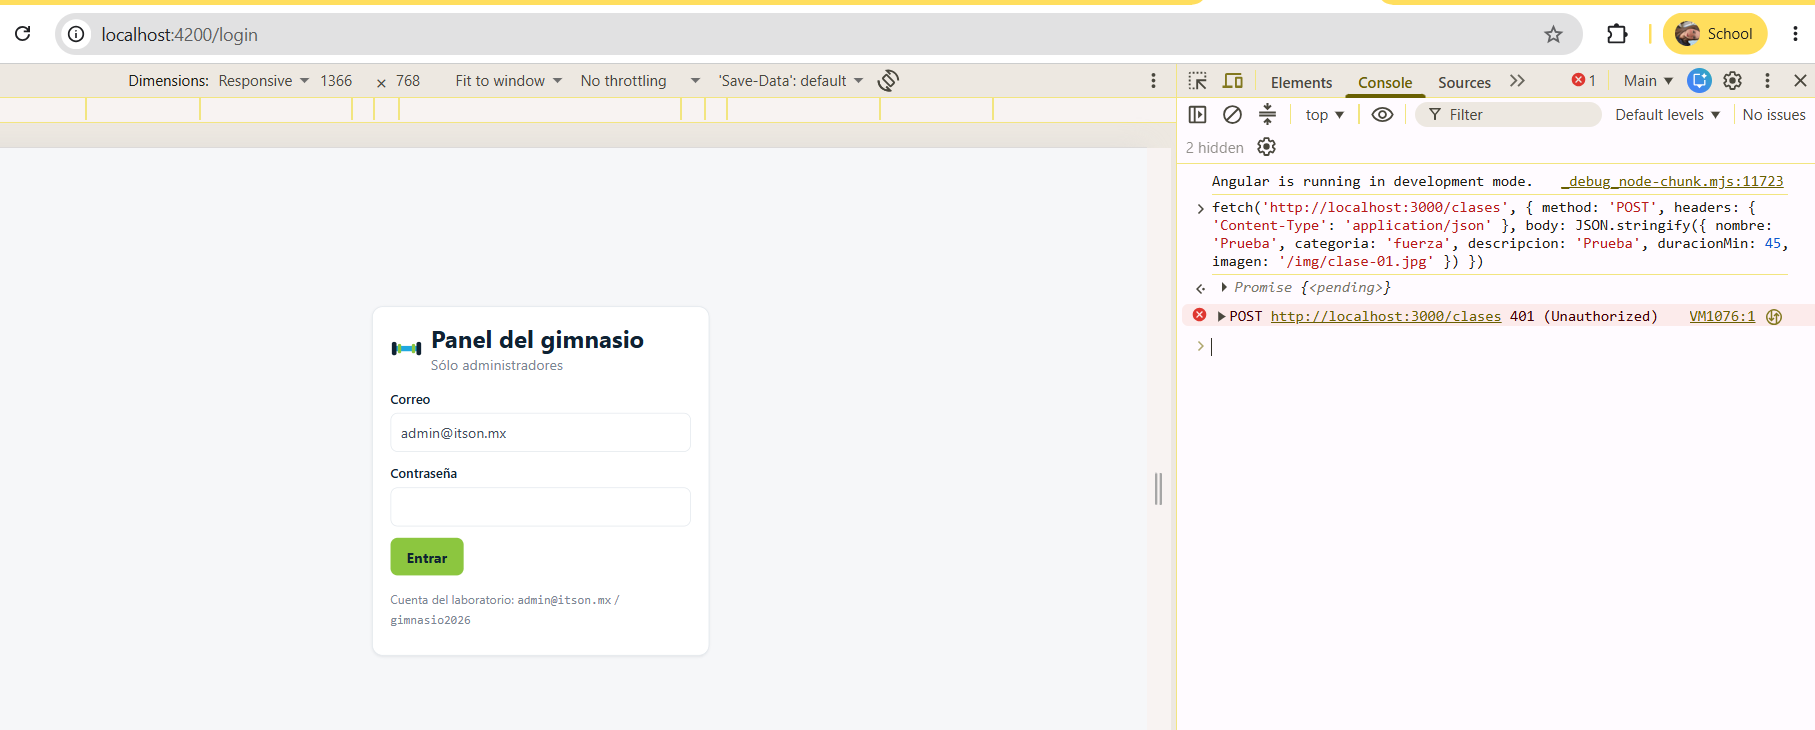 localhost:4200/login
School
Dimensions: Responsive 1366 × 768 Fit to window No throttling 'Save-Data': default
Elements Console Sources 1 Main
top Filter Default levels No issues
2 hidden
Angular is running in development mode. _debug_node-chunk.mjs:11723
fetch('http://localhost:3000/clases', { method: 'POST', headers: {
'Content-Type': 'application/json' }, body: JSON.stringify({ nombre:
'Prueba', categoria: 'fuerza', descripcion: 'Prueba', duracionMin: 45,
imagen: '/img/clase-01.jpg' }) })
Promise {<pending>}
POST http://localhost:3000/clases 401 (Unauthorized) VM1076:1
Panel del gimnasio
Sólo administradores
Correo
admin@itson.mx
Contraseña
Entrar
Cuenta del laboratorio: admin@itson.mx /
gimnasio2026